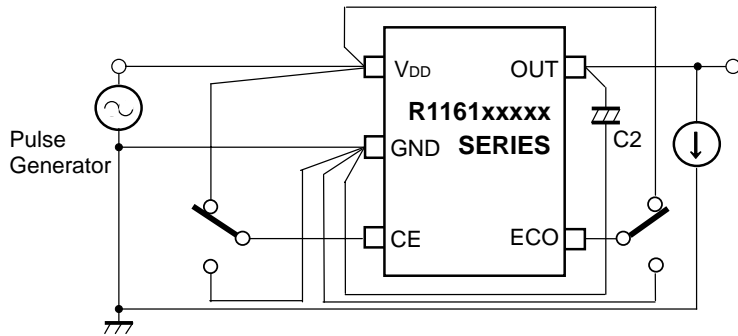 VDD
OUT
R1161xxxxx
SERIES
Pulse
Generator
GND
C2
CE
ECO